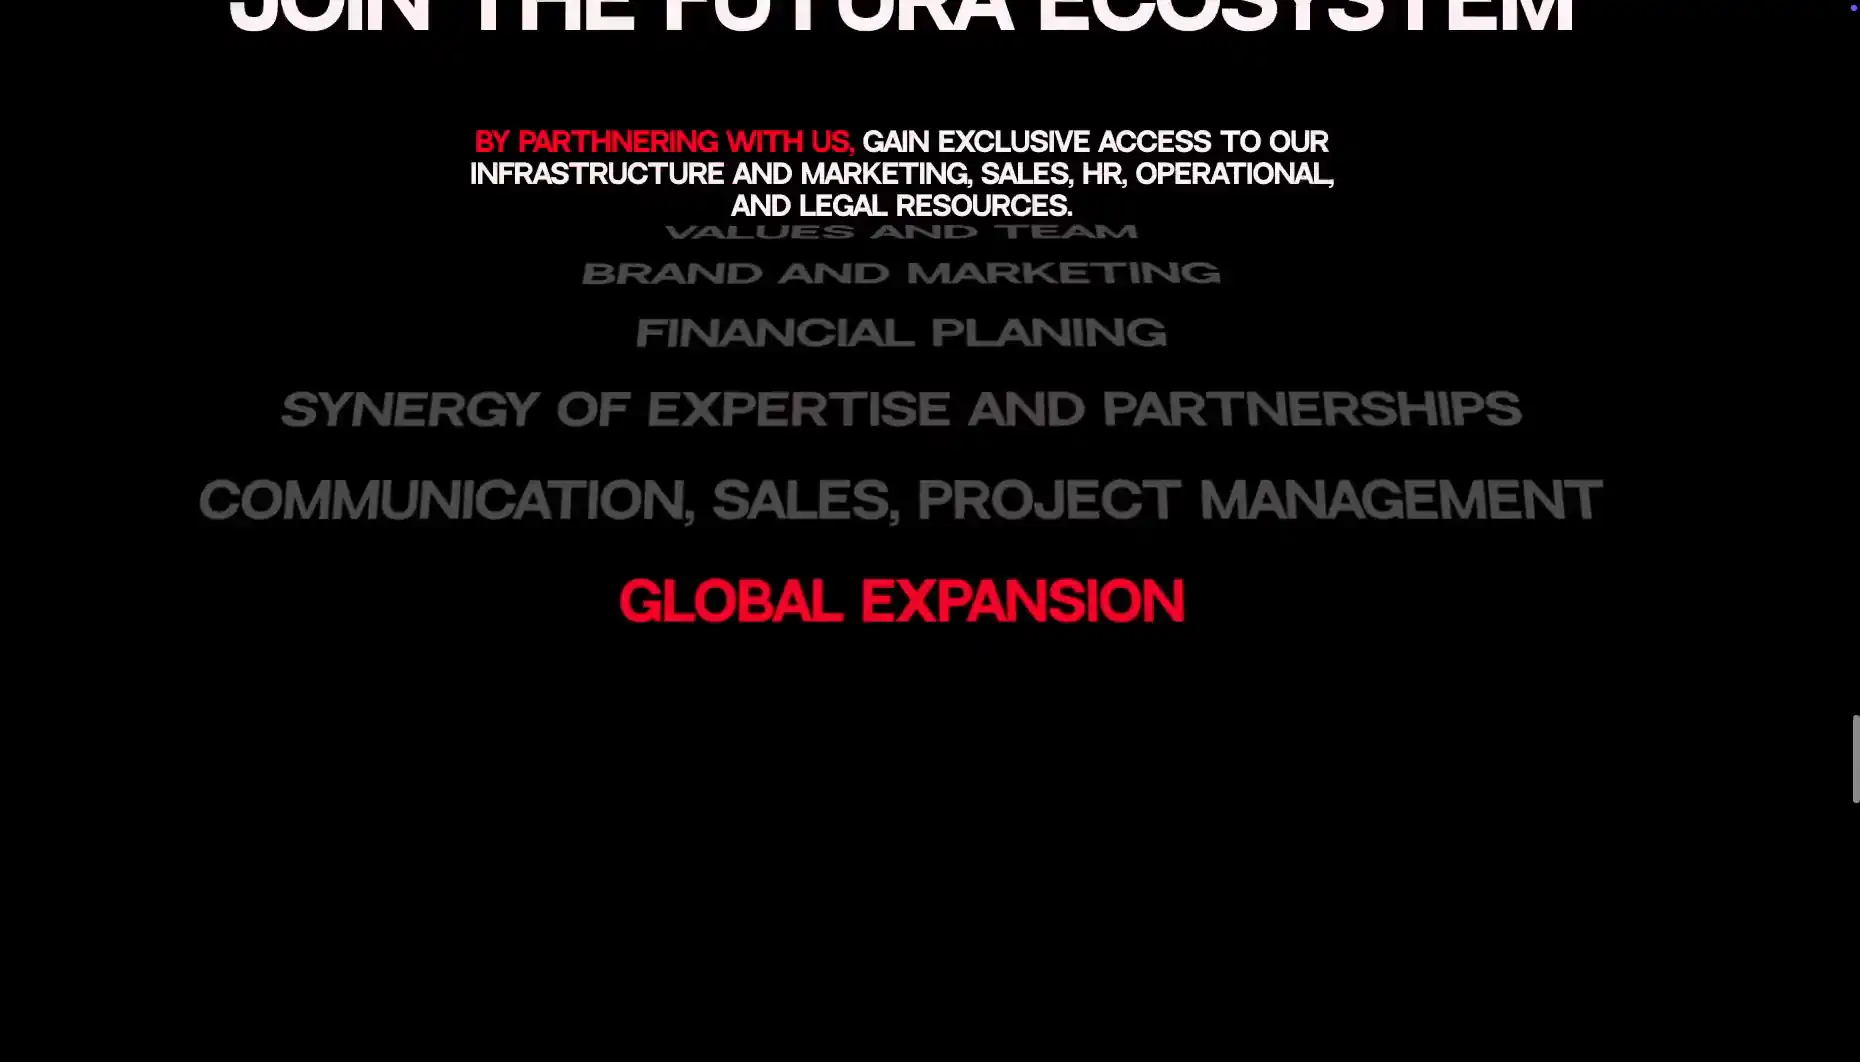 JOIN THE FUTURA ECOSYSTEM
BY PARTHNERING WITH US, GAIN EXCLUSIVE ACCESS TO OUR
INFRASTRUCTURE AND MARKETING, SALES, HR, OPERATIONAL,
AND LEGAL RESOURCES.
VALUES AND TEAM
BRAND AND MARKETING
FINANCIAL PLANING
SYNERGY OF EXPERTISE AND PARTNERSHIPS
COMMUNICATION, SALES, PROJECT MANAGEMENT
GLOBAL EXPANSION